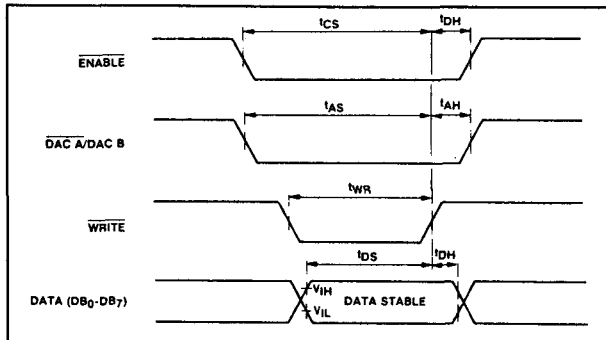 tCS tDH
ENABLE
tAS tAH
DAC A/DAC B
tWR
WRITE
tDS tDH
VIH
DATA (DB0-DB7) DATA STABLE
VIL